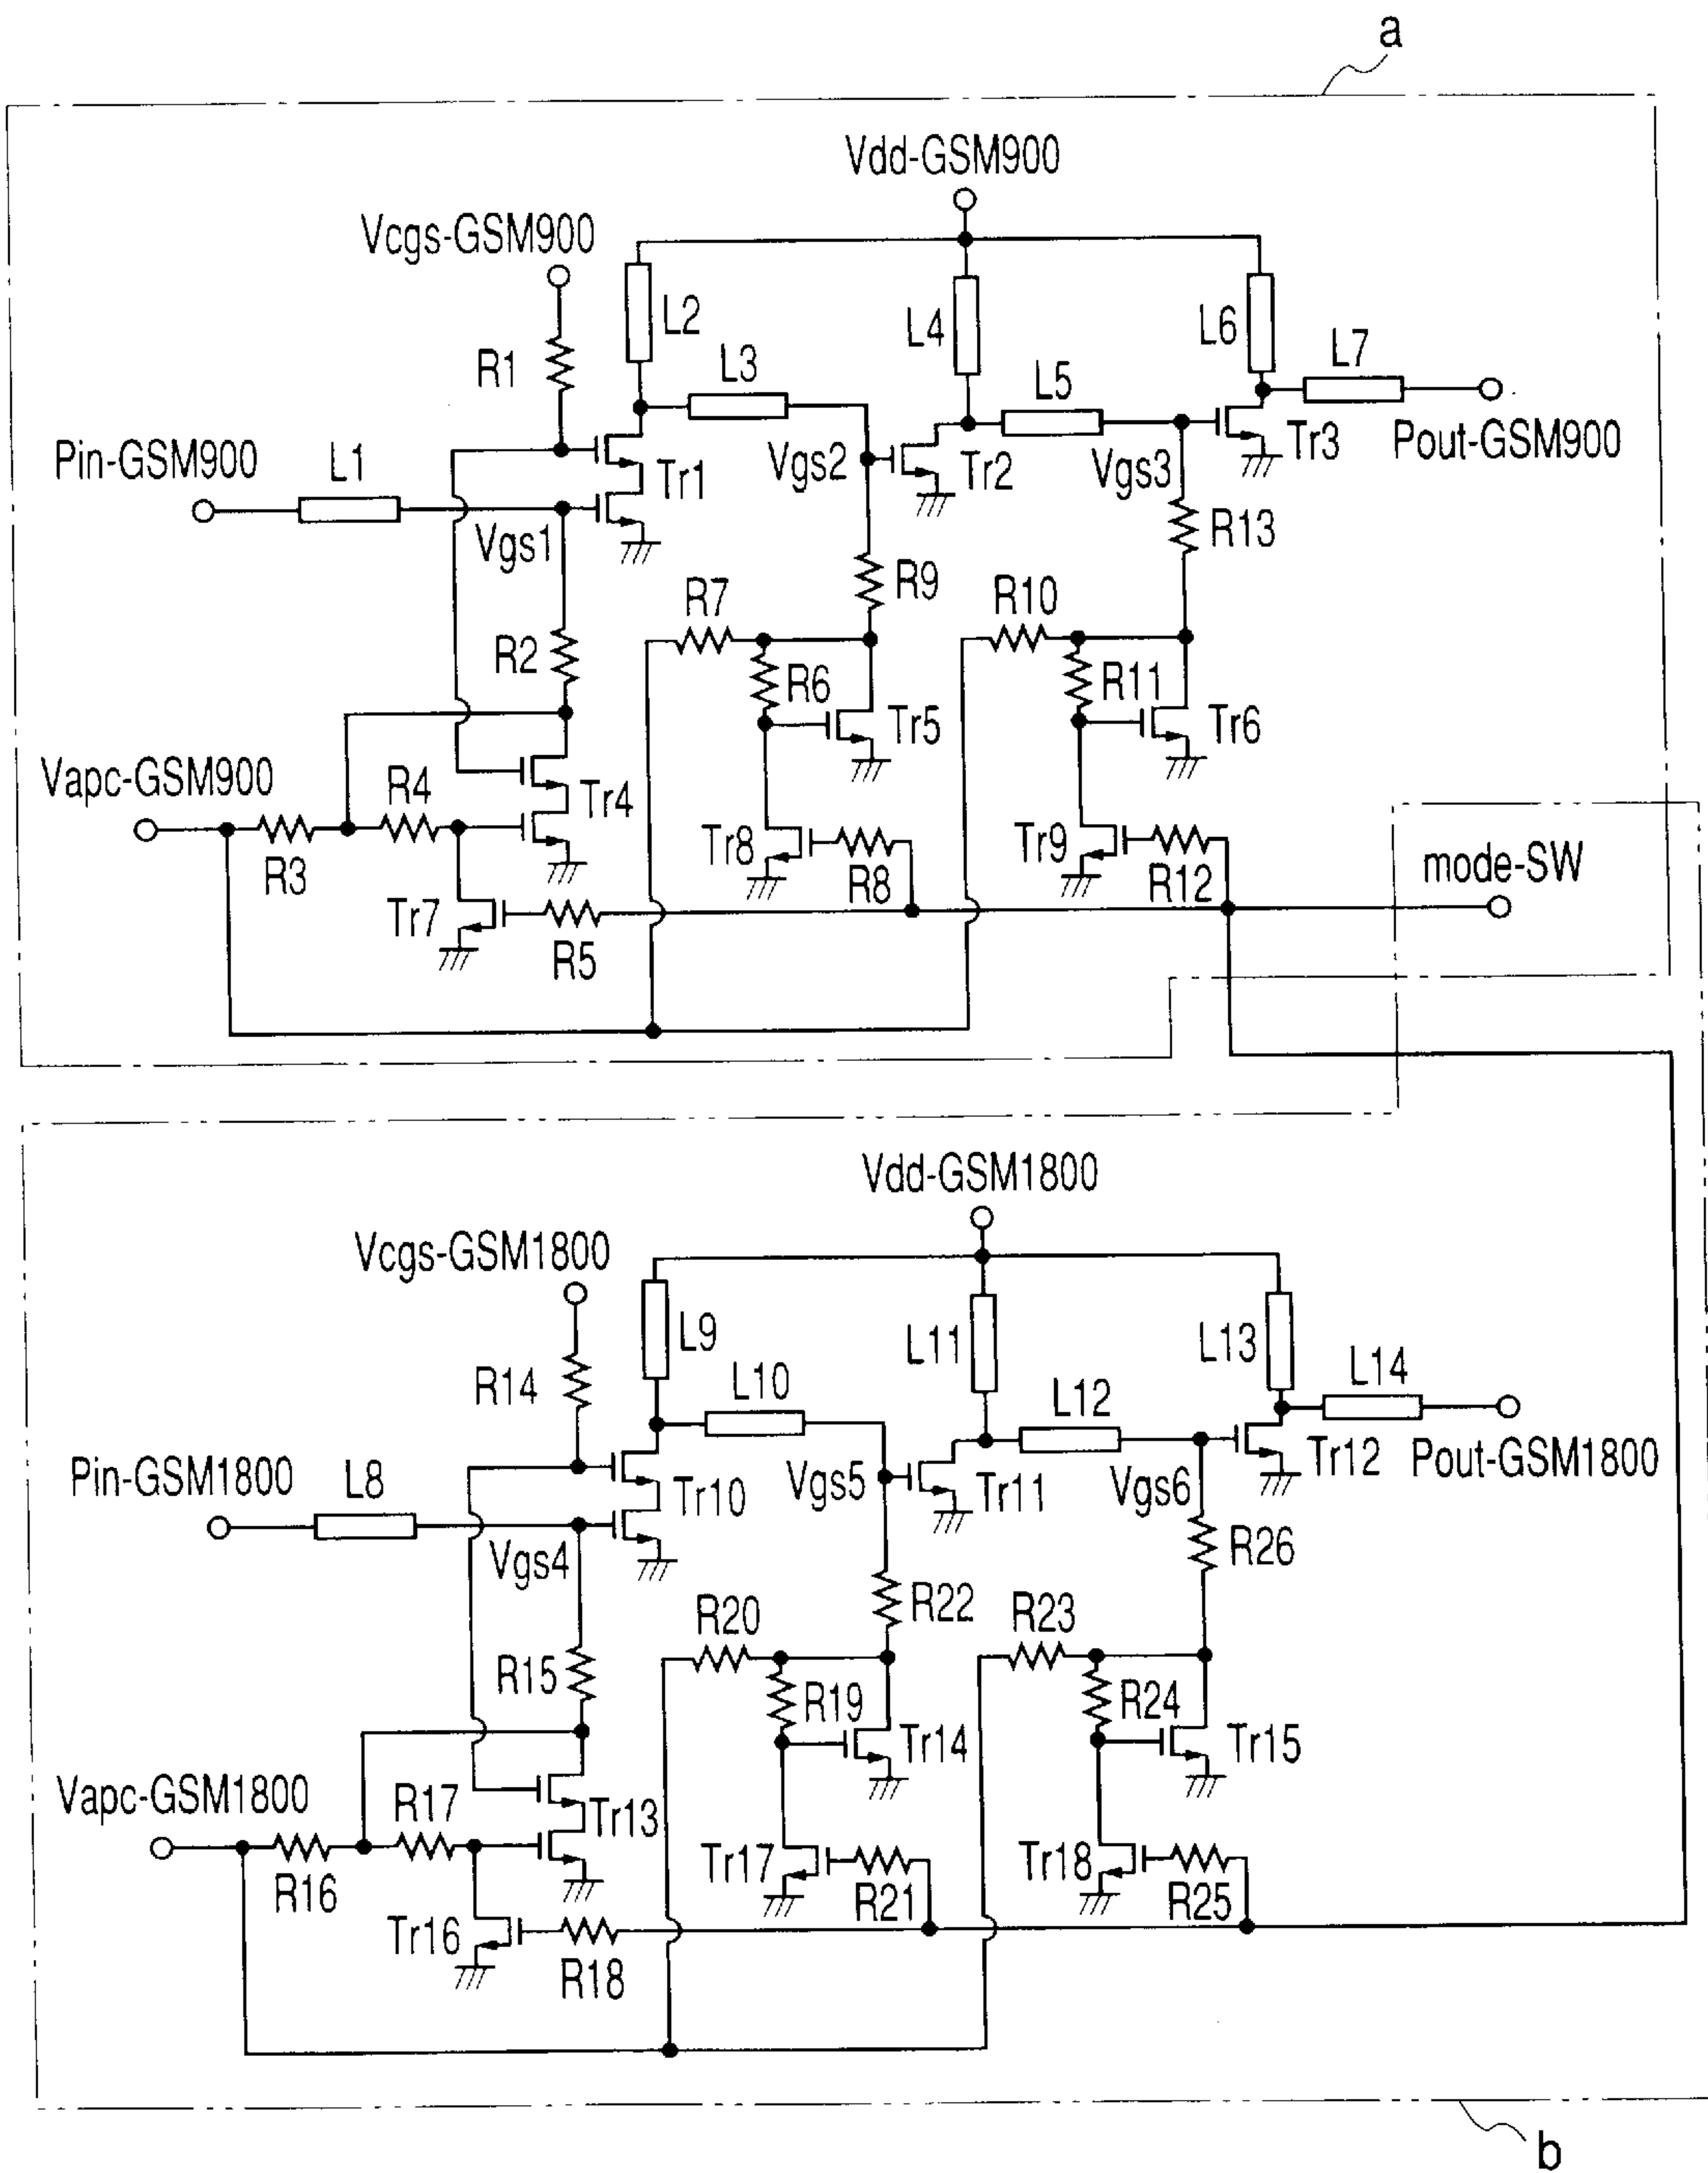 a
Vdd-GSM900
Vcgs-GSM900
L2
L4
L6
R1
L3
L5
L7
Pin-GSM900
L1
Tr1
Vgs2
Tr2
Vgs3
Tr3
Pout-GSM900
Vgs1
R13
R7
R9
R10
R2
R6
R11
Tr5
Tr6
Vapc-GSM900
R4
Tr4
Tr8
Tr9
mode-SW
R3
R8
R12
Tr7
R5
Vdd-GSM1800
Vcgs-GSM1800
L9
L11
L13
R14
L10
L12
L14
Pin-GSM1800
L8
Tr10
Vgs5
Tr11
Vgs6
Tr12
Pout-GSM1800
Vgs4
R26
R20
R22
R23
R15
R19
R24
Tr14
Tr15
Vapc-GSM1800
R17
Tr13
Tr17
Tr18
R16
R21
R25
Tr16
R18
b